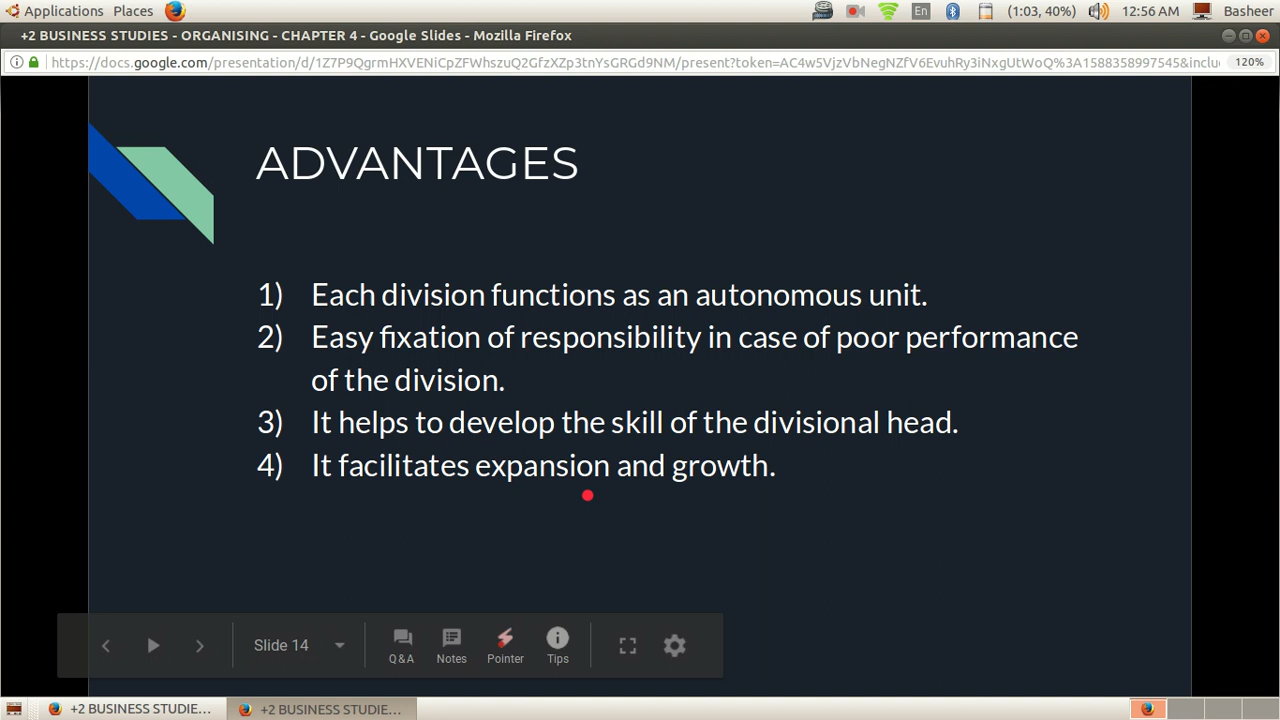 Applications Places En (1:03, 40%) 12:56 AM Basheer
+2 BUSINESS STUDIES - ORGANISING - CHAPTER 4 - Google Slides - Mozilla Firefox
https://docs.google.com/presentation/d/1Z7P9QgrmHXVENiCpZFWhszuQ2GfzXZp3tnYsGRGd9NM/present?token=AC4w5VjzVbNegNZfV6EvuhRy3iNxgUtWoQ%3A1588358997545&inclu 120%
ADVANTAGES
1) Each division functions as an autonomous unit.
2) Easy fixation of responsibility in case of poor performance
of the division.
3) It helps to develop the skill of the divisional head.
4) It facilitates expansion and growth.
Slide 14
Q&A Notes Pointer Tips
+2 BUSINESS STUDIE... +2 BUSINESS STUDIE...